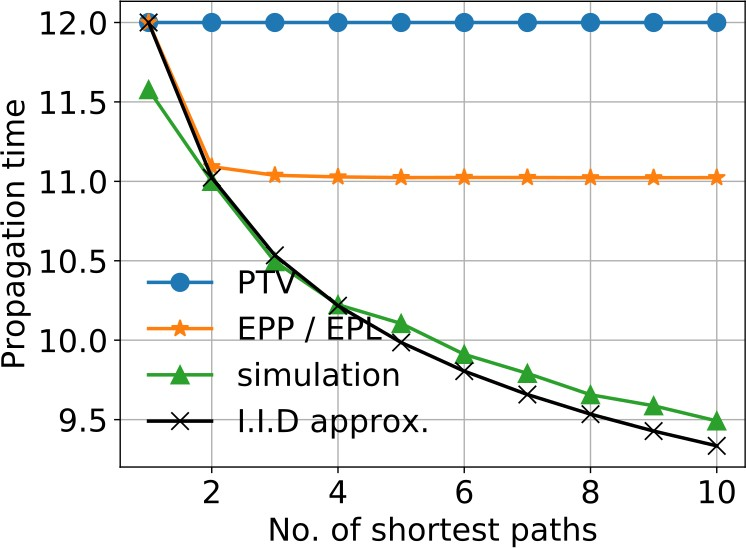 Propagation time
12.0
11.5
11.0
10.5
10.0
9.5
PTV
EPP / EPL
simulation
I.I.D approx.
2 4 6 8 10
No. of shortest paths